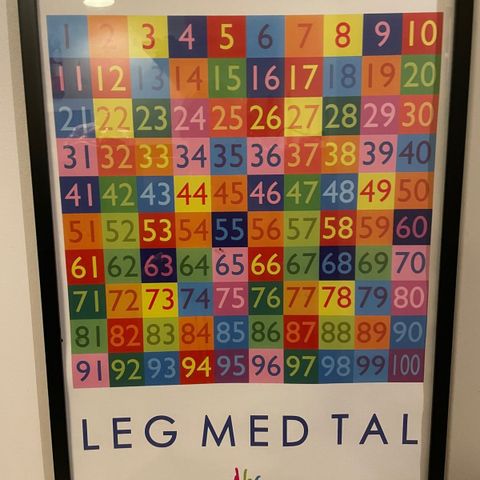 1 2 3 4 5 6 7 8 9 10
11 12 13 14 15 16 17 18 19 20
21 22 23 24 25 26 27 28 29 30
31 32 33 34 35 36 37 38 39 40
41 42 43 44 45 46 47 48 49 50
51 52 53 54 55 56 57 58 59 60
61 62 63 64 65 66 67 68 69 70
71 72 73 74 75 76 77 78 79 80
81 82 83 84 85 86 87 88 89 90
91 92 93 94 95 96 97 98 99 100
LEG MED TAL